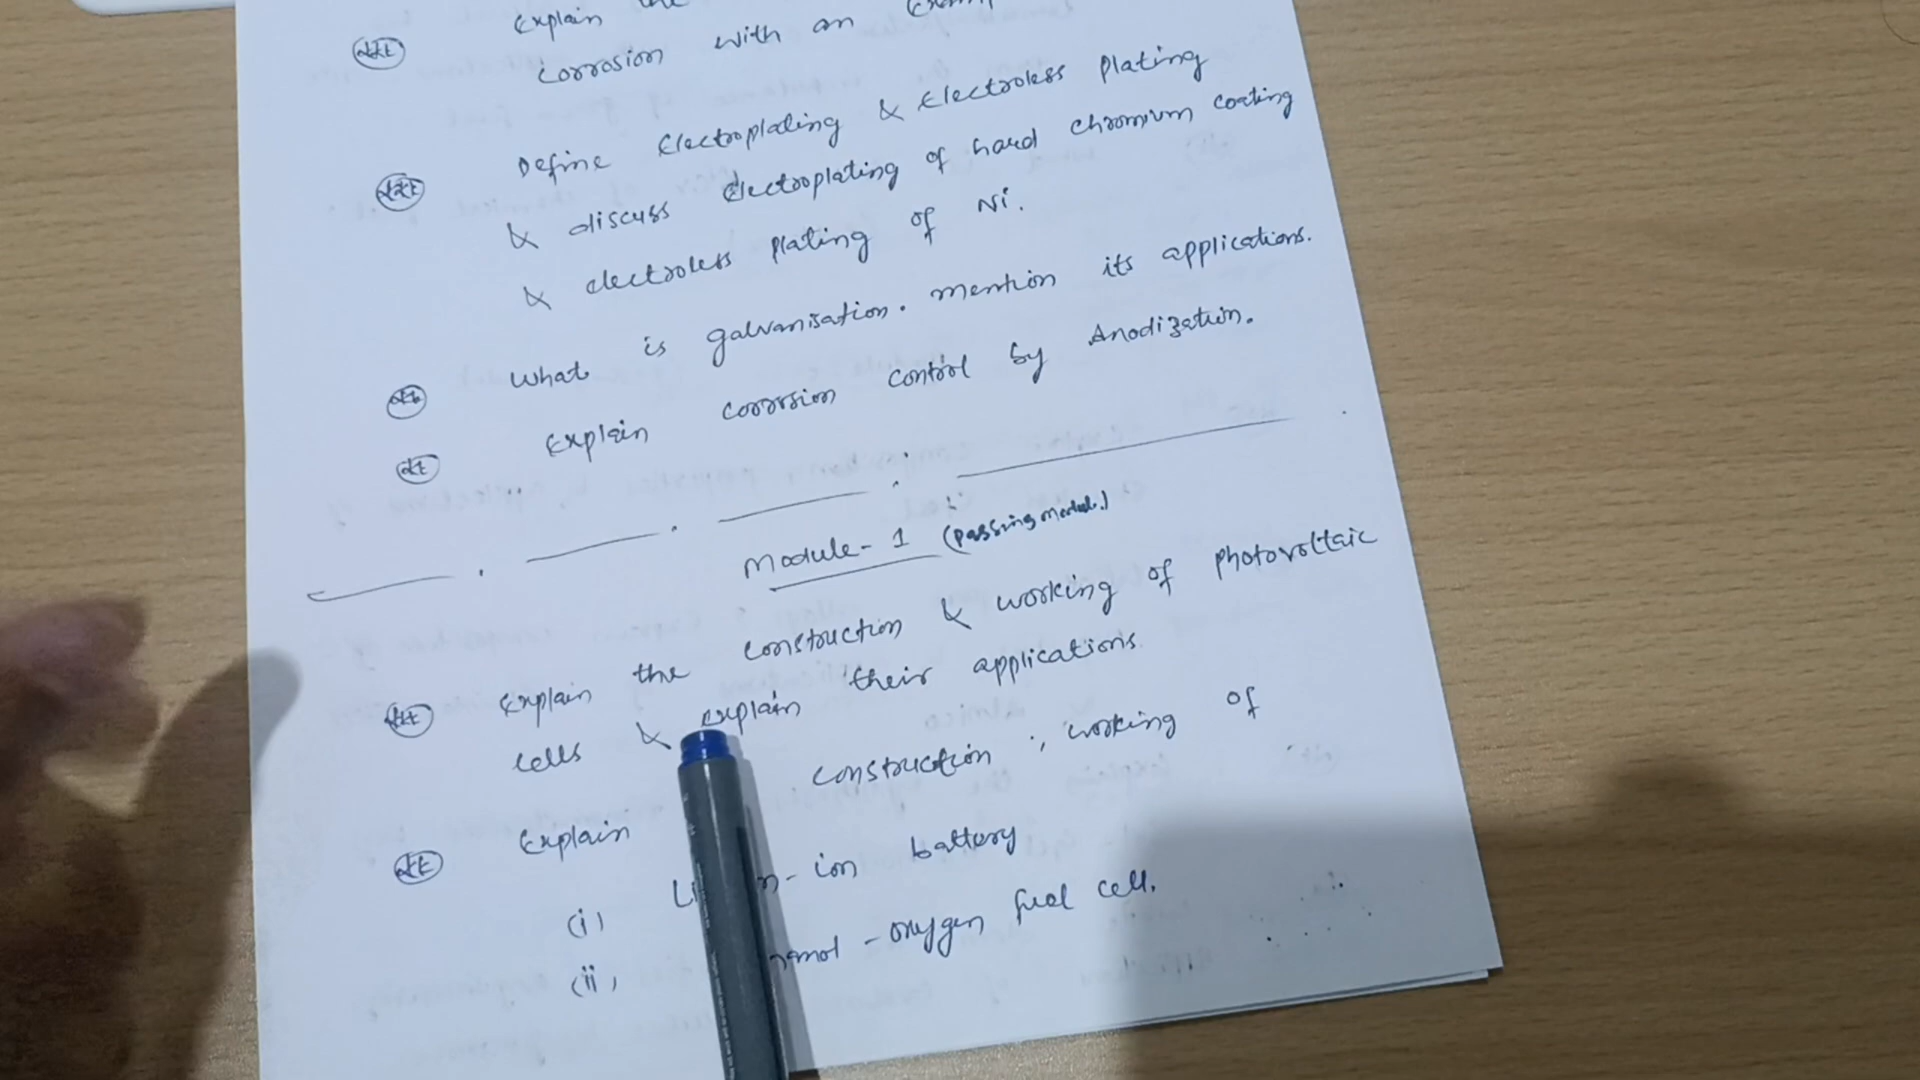 Explain the
corrosion with an
Define Electroplating & Electroless plating
& discuss electroplating of hard chromium coating
& electroless plating of Ni.
What is galvanisation. mention its applications.
Explain corrosion control by Anodization.
Module-1 (Passing module)
Explain the construction & working of photovoltaic
cells & explain their applications.
Explain construction, working of
(i) ion battery
(ii) - oxygen fuel cell.